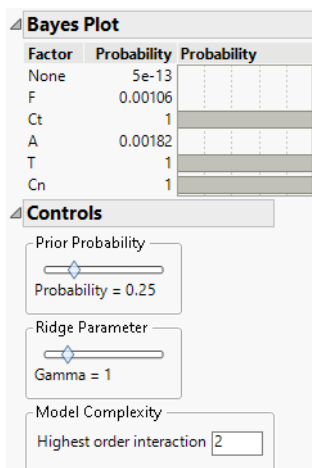 Bayes Plot
Factor Probability Probability
None 5e-13
F 0.00106
Ct 1
A 0.00182
T 1
Cn 1
Controls
Prior Probability
Probability = 0.25
Ridge Parameter
Gamma = 1
Model Complexity
Highest order interaction 2